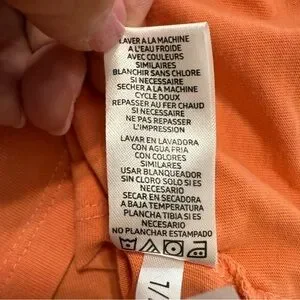 LAVER A LA MACHINE
A L'EAU FROIDE
AVEC COULEURS
SIMILAIRES
BLANCHIR SANS CHLORE
SI NECESSAIRE
SECHER A LA MACHINE
CYCLE DOUX
REPASSER AU FER CHAUD
SI NECESSAIRE
NE PAS REPASSER
L'IMPRESSION
LAVAR EN LAVADORA
CON AGUA FRIA
CON COLORES
SIMILARES
USAR BLANQUEADOR
SIN CLORO SOLO SI ES
NECESARIO
SECAR EN SECADORA
A BAJA TEMPERATURA
PLANCHA TIBIA SI ES
NECESARIO
NO PLANCHAR ESTAMPADO